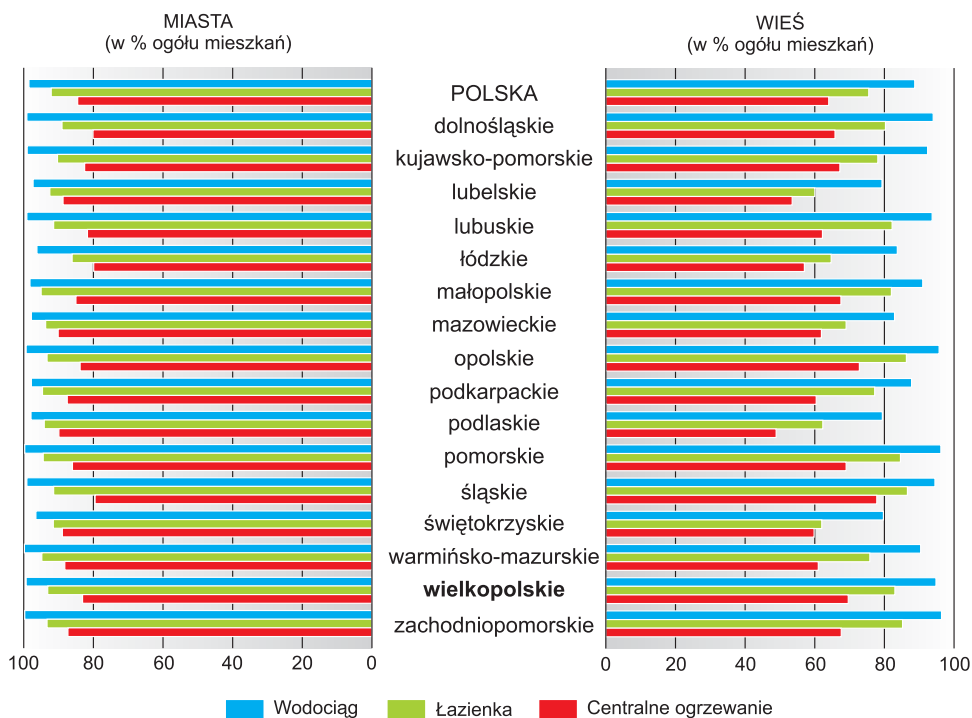 MIASTA
(w % ogółu mieszkań)
WIEŚ
(w % ogółu mieszkań)
POLSKA
dolnośląskie
kujawsko-pomorskie
lubelskie
lubuskie
łódzkie
małopolskie
mazowieckie
opolskie
podkarpackie
podlaskie
pomorskie
śląskie
świętokrzyskie
warmińsko-mazurskie
wielkopolskie
zachodniopomorskie
100 80 60 40 20 0
0 20 40 60 80 100
Wodociąg Łazienka Centralne ogrzewanie